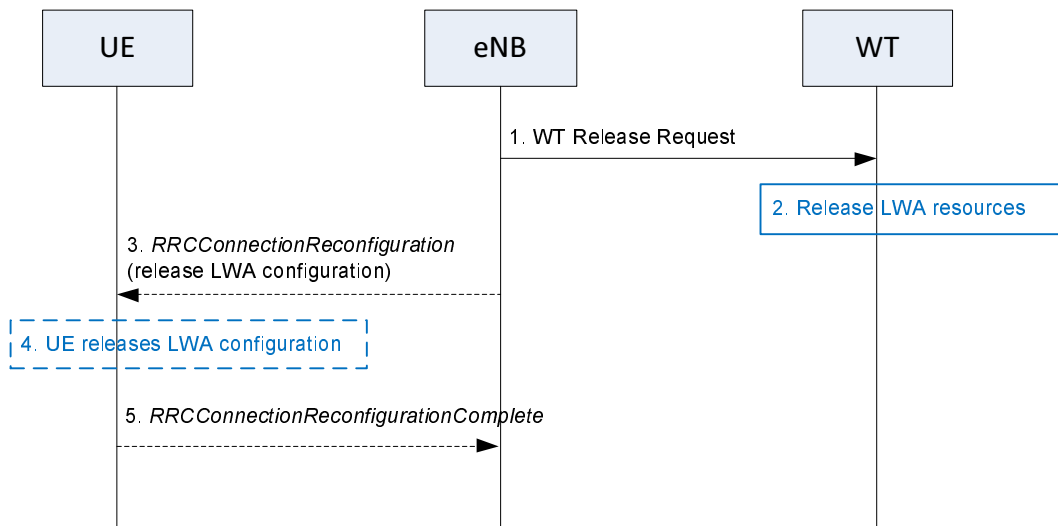 UE
eNB
WT
1. WT Release Request
2. Release LWA resources
3. RRCConnectionReconfiguration
(release LWA configuration)
4. UE releases LWA configuration
5. RRCConnectionReconfigurationComplete